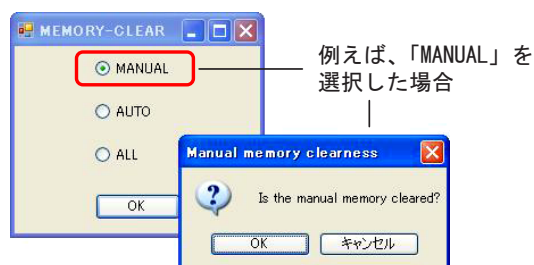 MEMORY-CLEAR
MANUAL
AUTO
ALL
OK
例えば、「MANUAL」を
選択した場合
Manual memory clearness
Is the manual memory cleared?
OK
キャンセル